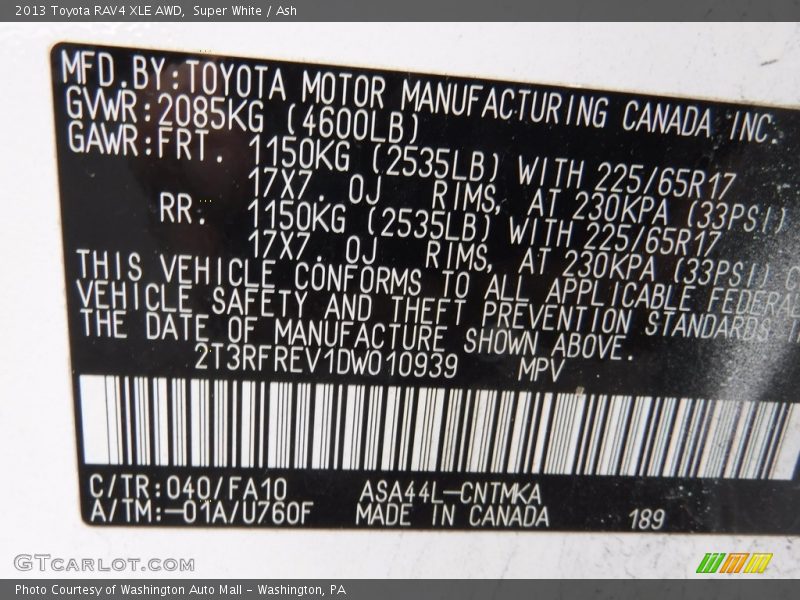 2013 Toyota RAV4 XLE AWD, Super White / Ash
MFD.BY:TOYOTA MOTOR MANUFACTURING CANADA INC.
GVWR:2085KG (4600LB)
GAWR:FRT. 1150KG (2535LB) WITH 225/65R17
17X7.0J RIMS, AT 230KPA (33PSI)
RR. 1150KG (2535LB) WITH 225/65R17
17X7.0J RIMS, AT 230KPA (33PSI)
THIS VEHICLE CONFORMS TO ALL APPLICABLE FEDERAL
VEHICLE SAFETY AND THEFT PREVENTION STANDARDS
THE DATE OF MANUFACTURE SHOWN ABOVE.
2T3RFREV1DW010939 MPV
C/TR:040/FA10 ASA44L-CNTMKA
A/TM:-01A/U760F MADE IN CANADA 189
GTCARLOT.COM
Photo Courtesy of Washington Auto Mall - Washington, PA